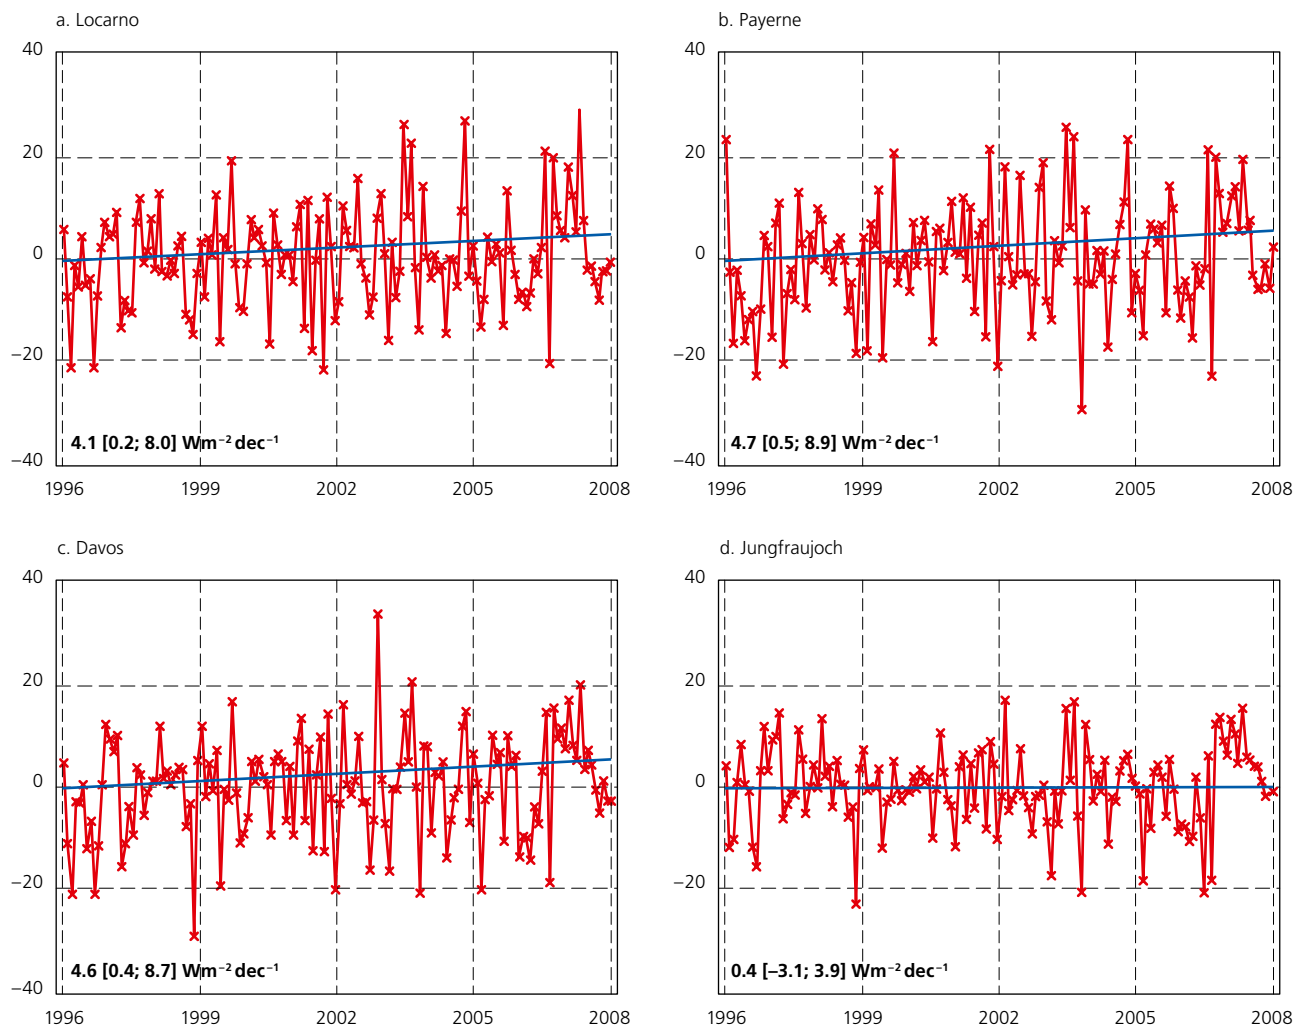 a. Locarno
40
20
0
−20
−40
4.1 [0.2; 8.0] Wm⁻² dec⁻¹
1996 1999 2002 2005 2008
b. Payerne
40
20
0
−20
−40
4.7 [0.5; 8.9] Wm⁻² dec⁻¹
1996 1999 2002 2005 2008
c. Davos
40
20
0
−20
−40
4.6 [0.4; 8.7] Wm⁻² dec⁻¹
1996 1999 2002 2005 2008
d. Jungfraujoch
40
20
0
−20
−40
0.4 [−3.1; 3.9] Wm⁻² dec⁻¹
1996 1999 2002 2005 2008